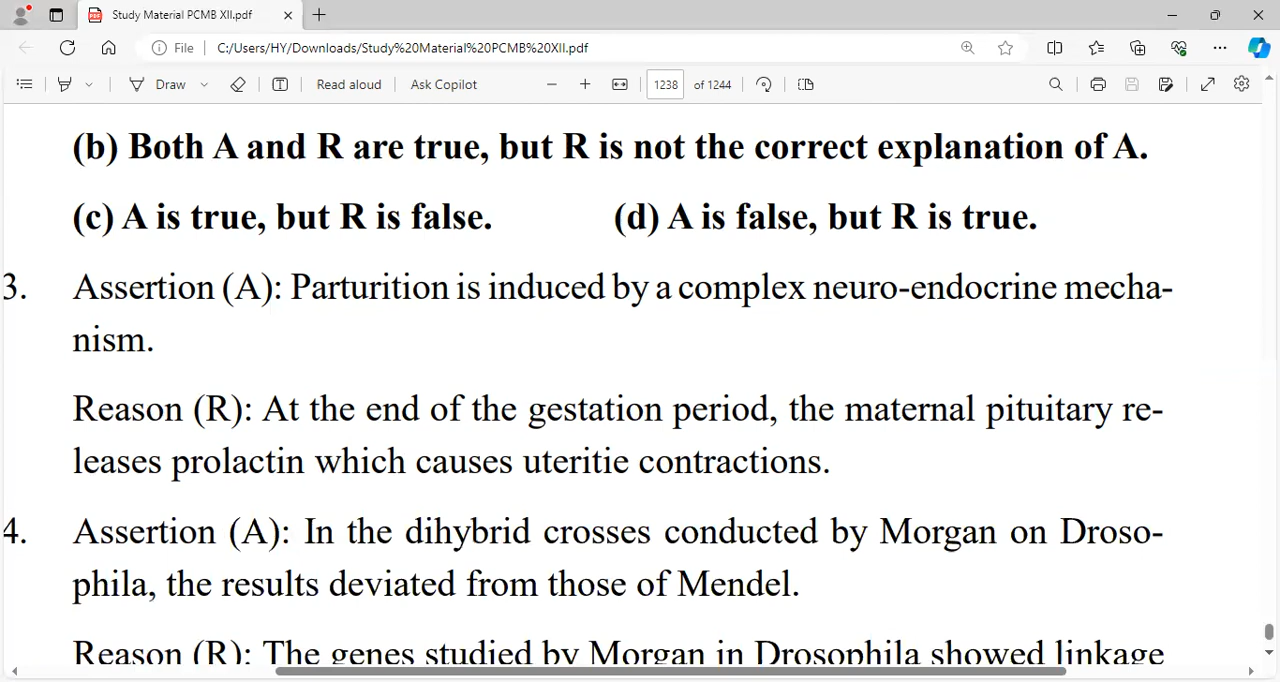 Study Material PCMB XII.pdf
File C:/Users/HY/Downloads/Study%20Material%20PCMB%20XII.pdf
Draw Read aloud Ask Copilot 1238 of 1244
(b) Both A and R are true, but R is not the correct explanation of A.
(c) A is true, but R is false. (d) A is false, but R is true.
3. Assertion (A): Parturition is induced by a complex neuro-endocrine mecha-
nism.
Reason (R): At the end of the gestation period, the maternal pituitary re-
leases prolactin which causes uteritie contractions.
4. Assertion (A): In the dihybrid crosses conducted by Morgan on Droso-
phila, the results deviated from those of Mendel.
Reason (R): The genes studied by Morgan in Drosophila showed linkage